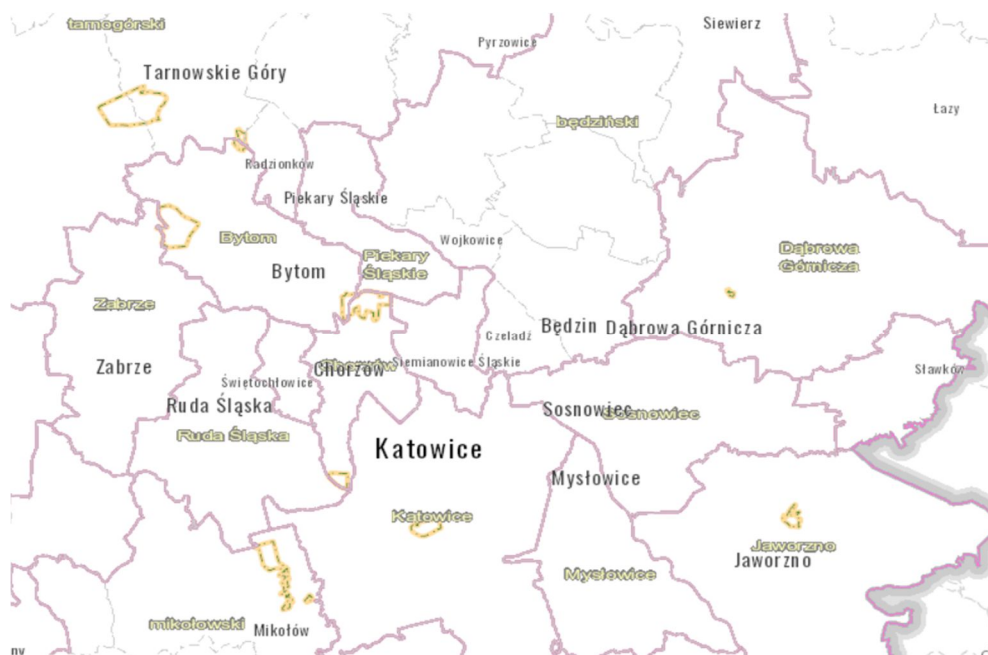 tarnogórski
Siewierz
Pyrzowice
Tarnowskie Góry
Łazy
będziński
Radzionków
Piekary Śląskie
Bytom
Wojkowice
Piekary
Śląskie
Dąbrowa
Górnicza
Bytom
Zabrze
Będzin
Dąbrowa Górnicza
Czeladź
Zabrze
Chorzów
Chorzów
Siemianowice Śląskie
Sławków
Świętochłowice
Ruda Śląska
Sosnowiec
Sosnowiec
Ruda Śląska
Katowice
Mysłowice
Katowice
Jaworzno
Jaworzno
Mysłowice
mikołowski
Mikołów
ny